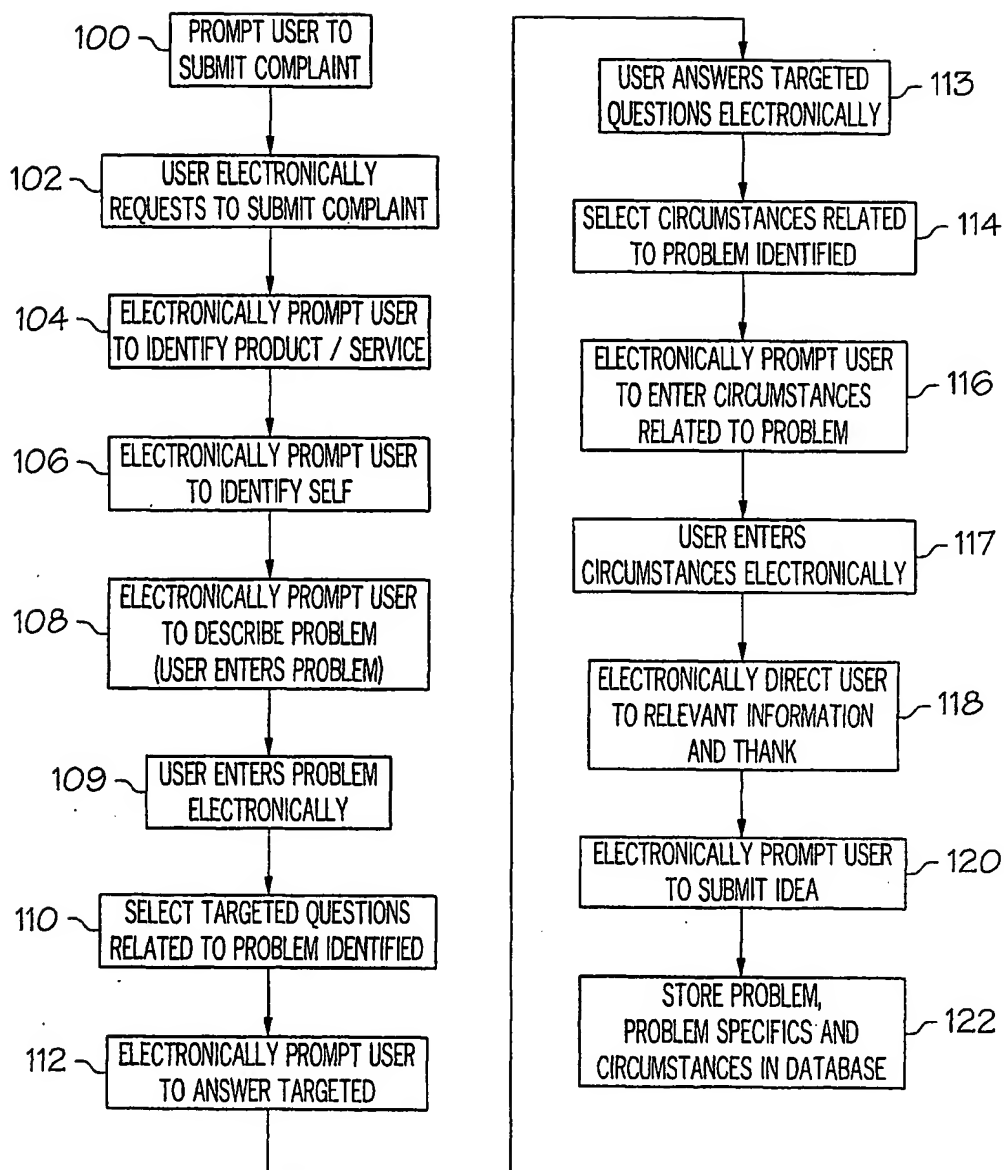 100
PROMPT USER TO
SUBMIT COMPLAINT
102
USER ELECTRONICALLY
REQUESTS TO SUBMIT COMPLAINT
104
ELECTRONICALLY PROMPT USER
TO IDENTIFY PRODUCT / SERVICE
106
ELECTRONICALLY PROMPT USER
TO IDENTIFY SELF
108
ELECTRONICALLY PROMPT USER
TO DESCRIBE PROBLEM
(USER ENTERS PROBLEM)
109
USER ENTERS PROBLEM
ELECTRONICALLY
110
SELECT TARGETED QUESTIONS
RELATED TO PROBLEM IDENTIFIED
112
ELECTRONICALLY PROMPT USER
TO ANSWER TARGETED
USER ANSWERS TARGETED
QUESTIONS ELECTRONICALLY
113
SELECT CIRCUMSTANCES RELATED
TO PROBLEM IDENTIFIED
114
ELECTRONICALLY PROMPT USER
TO ENTER CIRCUMSTANCES
RELATED TO PROBLEM
116
USER ENTERS
CIRCUMSTANCES ELECTRONICALLY
117
ELECTRONICALLY DIRECT USER
TO RELEVANT INFORMATION
AND THANK
118
ELECTRONICALLY PROMPT USER
TO SUBMIT IDEA
120
STORE PROBLEM,
PROBLEM SPECIFICS AND
CIRCUMSTANCES IN DATABASE
122